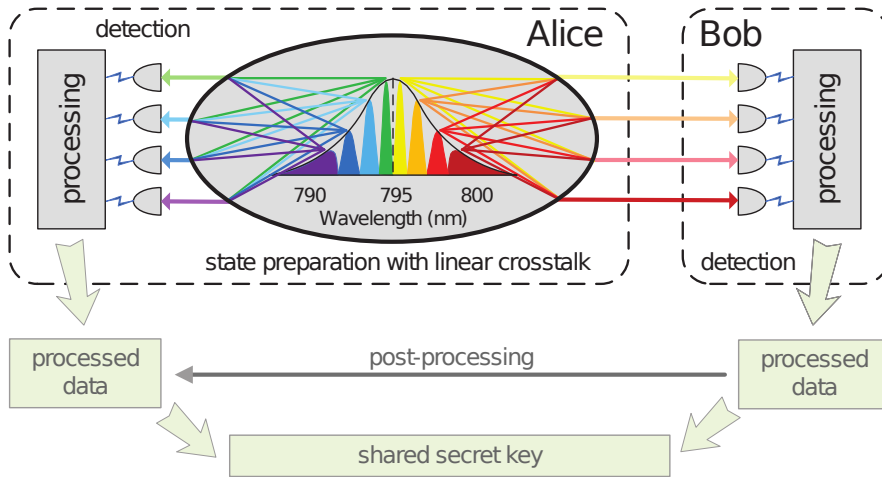 detection
Alice
Bob
processing
processing
790
795
800
Wavelength (nm)
state preparation with linear crosstalk
detection
processed
data
post-processing
processed
data
shared secret key